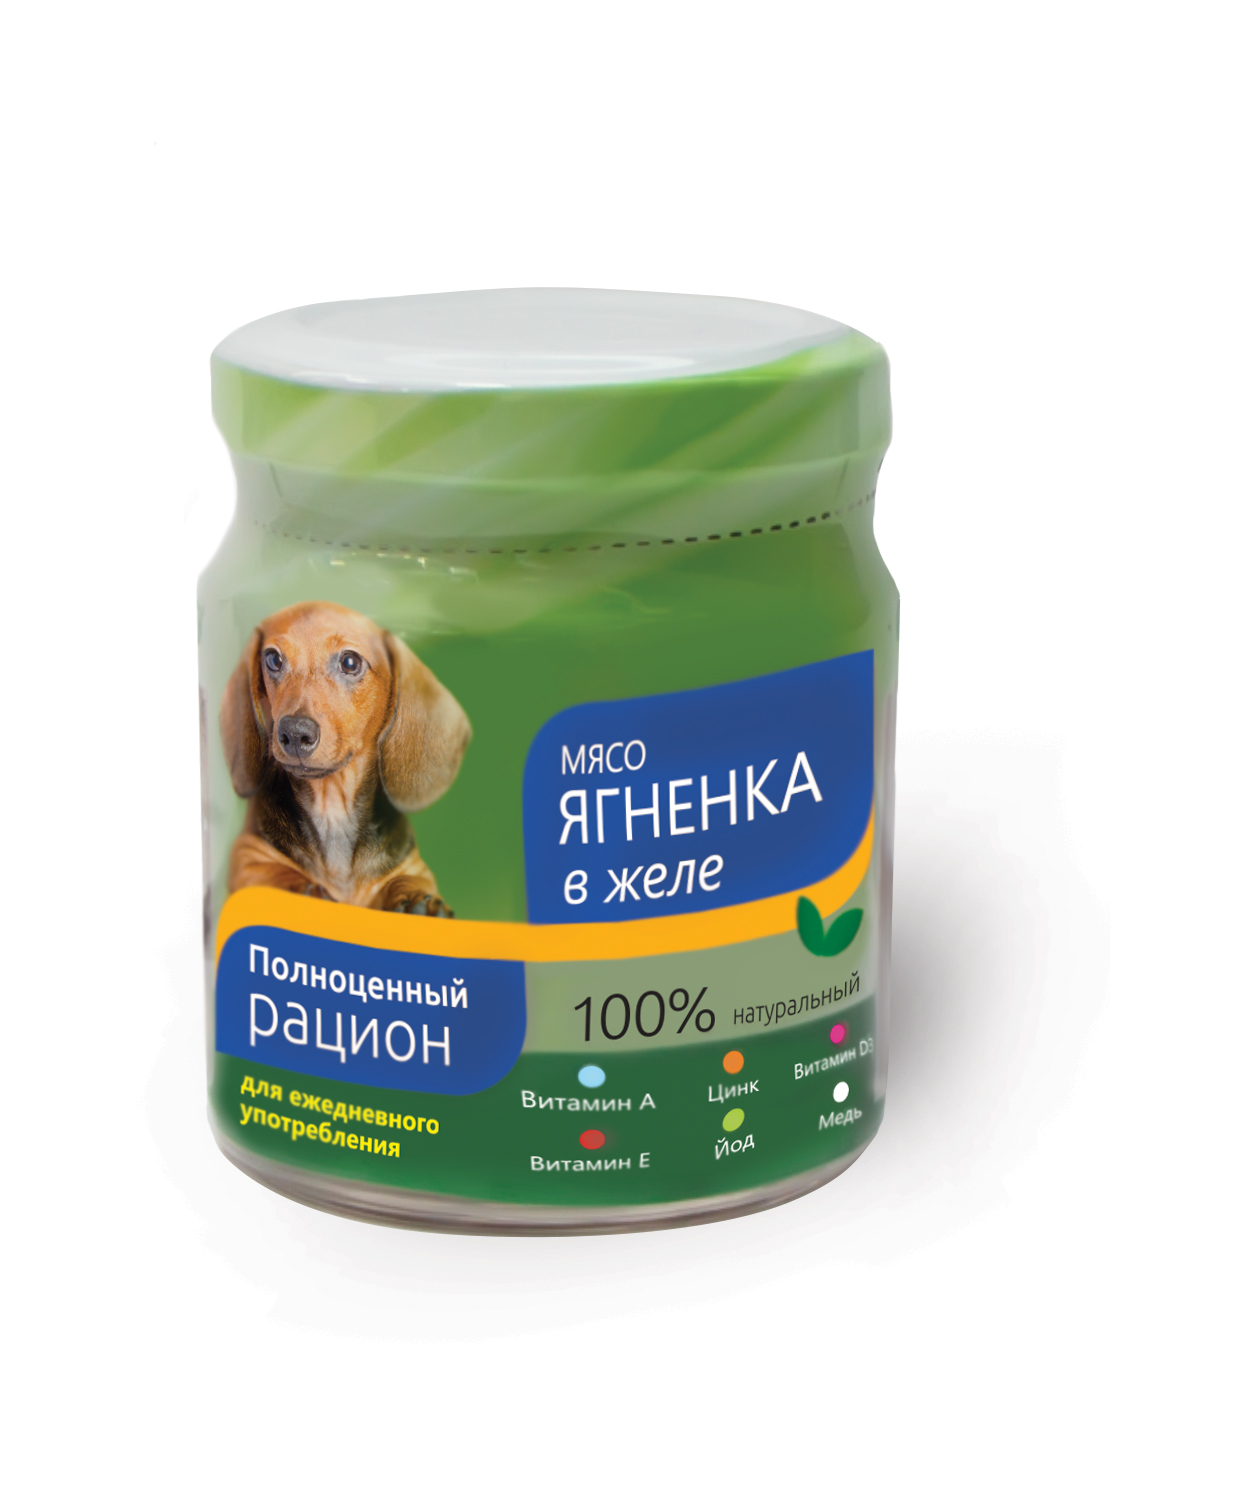 МЯСО
ЯГНЕНКА
в желе
Полноценный
рацион
для ежедневного
употребления
100% натуральный
Витамин А
Цинк
Витамин D3
Витамин Е
Йод
Медь